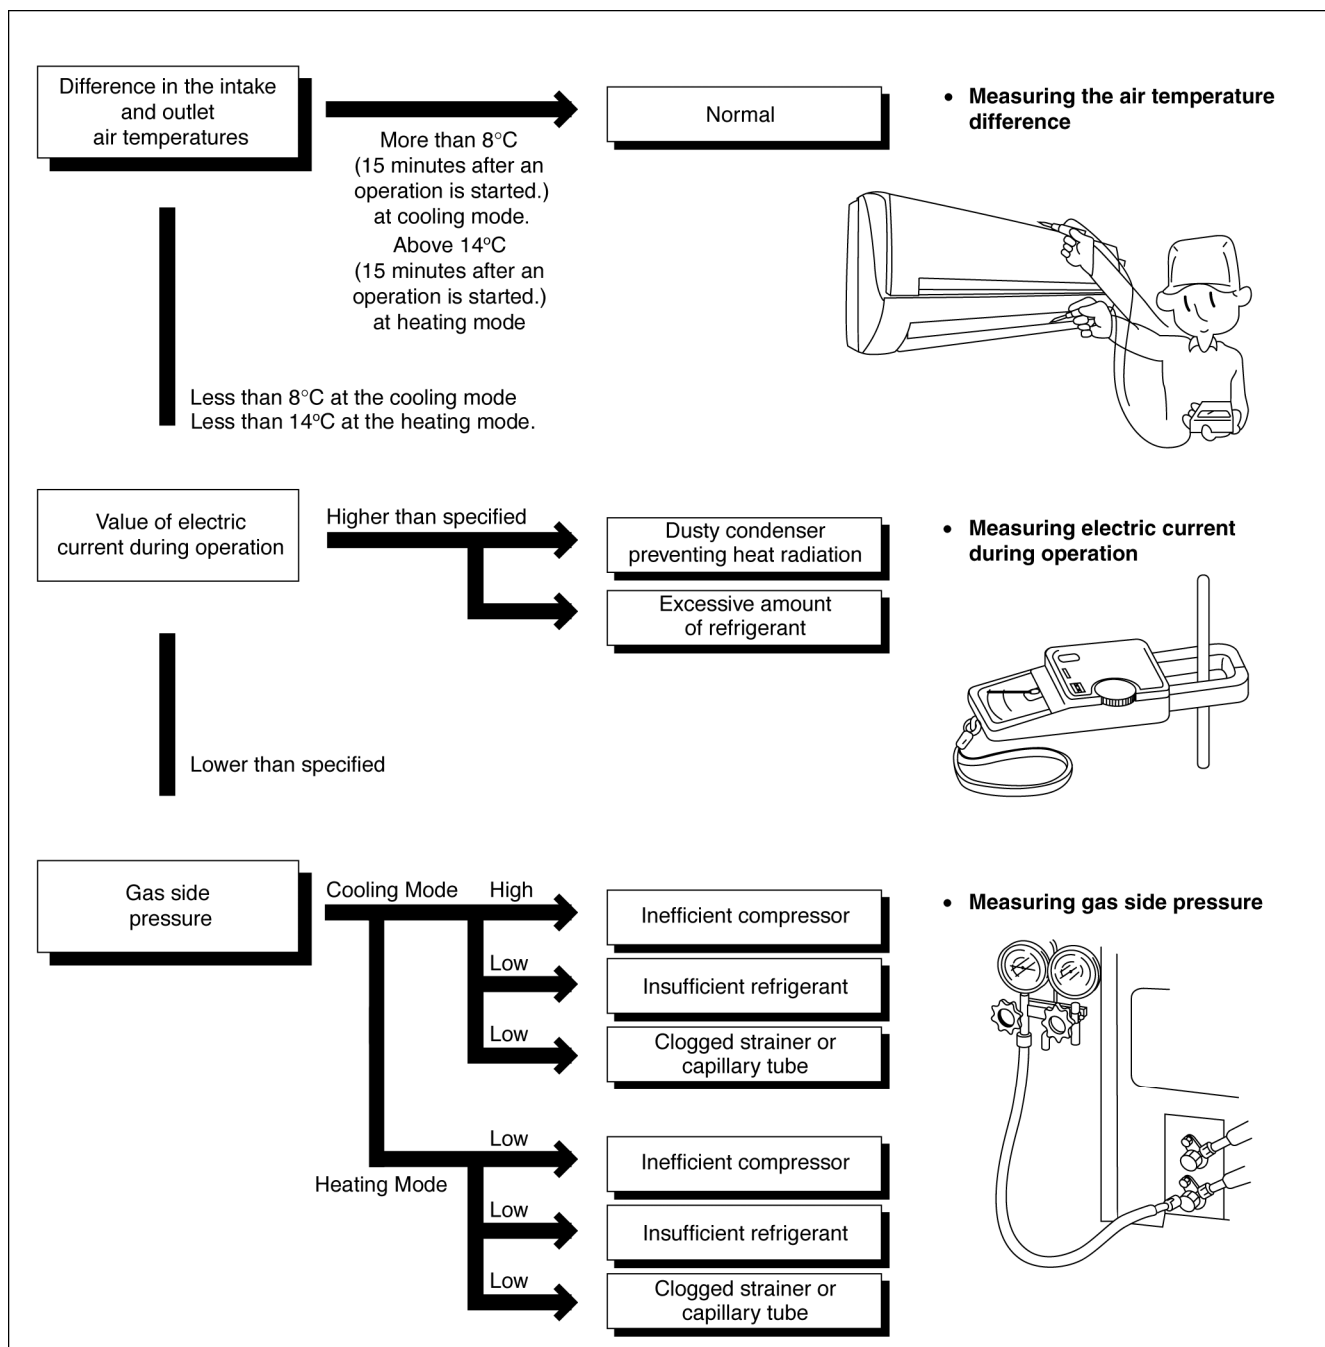 Difference in the intake
and outlet
air temperatures
More than 8°C
(15 minutes after an
operation is started.)
at cooling mode.
Above 14ºC
(15 minutes after an
operation is started.)
at heating mode
Normal
• Measuring the air temperature
difference
Less than 8°C at the cooling mode
Less than 14ºC at the heating mode.
Value of electric
current during operation
Higher than specified
Dusty condenser
preventing heat radiation
Excessive amount
of refrigerant
• Measuring electric current
during operation
Lower than specified
Gas side
pressure
Cooling Mode
High
Inefficient compressor
Low
Insufficient refrigerant
Low
Clogged strainer or
capillary tube
Heating Mode
Low
Inefficient compressor
Low
Insufficient refrigerant
Low
Clogged strainer or
capillary tube
• Measuring gas side pressure